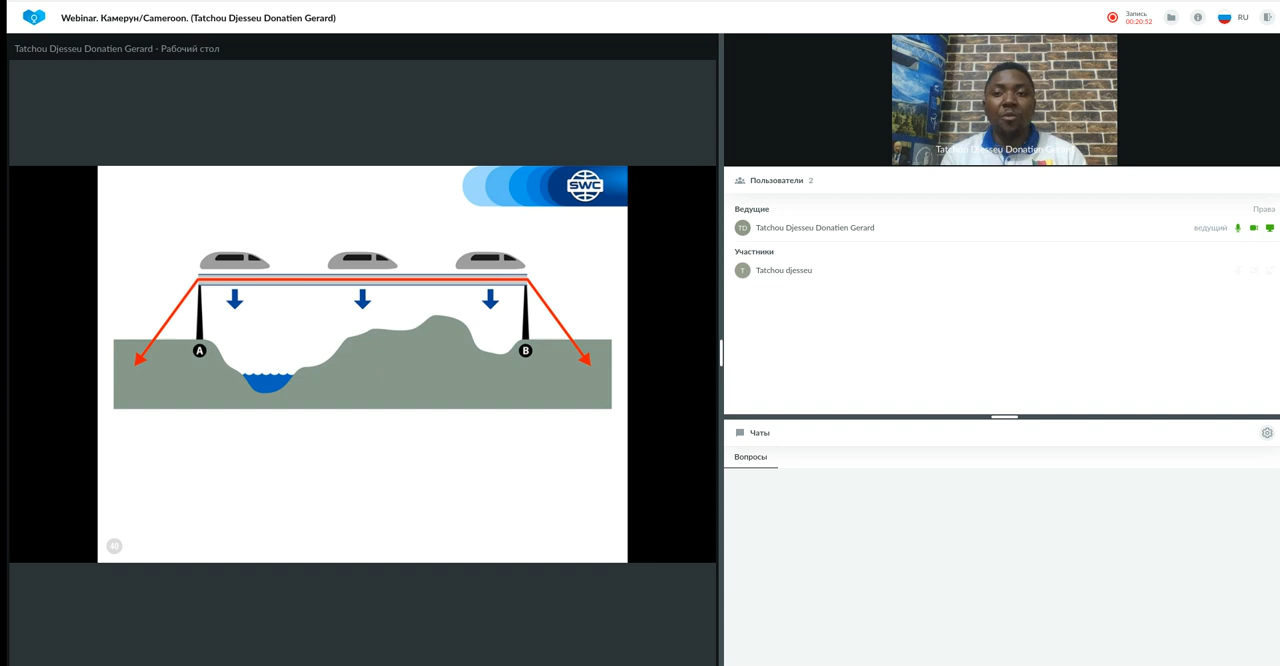 Webinar. Камерун/Cameroon. (Tatchou Djesseu Donatien Gerard)
Запись
00:20:52
RU
Tatchou Djesseu Donatien Gerard - Рабочий стол
SWC
A
B
40
Tatchou Djesseu Donatien Gerard
Пользователи 2
Ведущие
Права
TD
Tatchou Djesseu Donatien Gerard
ведущий
Участники
T
Tatchou djesseu
Чаты
Вопросы